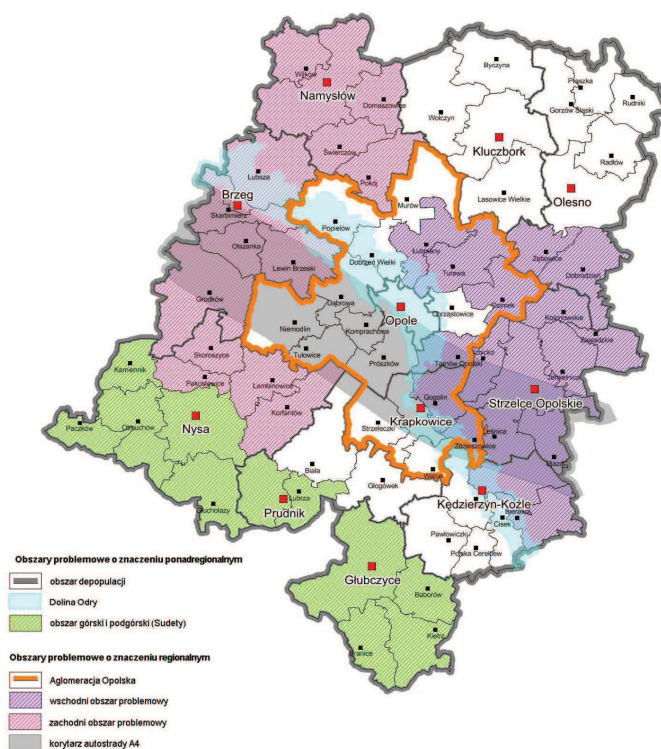 Byczyna
Wilków
Namysłów
Domaszowice
Wołczyn
Gorzów Śląski
Rudniki
Kluczbork
Świerczów
Radłów
Lubsza
Pokój
Lasowice Wielkie
Olesno
Brzeg
Murów
Skarbimierz
Popielów
Olszanka
Dobrzeń Wielki
Łubniany
Zębowice
Lewin Brzeski
Turawa
Dobrodzień
Grodków
Dąbrowa
Opole
Ozimek
Kolonowskie
Niemodlin
Komprachcice
Chrząstowice
Zawadzkie
Skoroszyce
Tułowice
Prószków
Tarnów Opolski
Izbicko
Kamiennik
Jemielnica
Pakosławice
Łambinowice
Strzelce Opolskie
Nysa
Korfantów
Krapkowice
Gogolin
Paczków
Otmuchów
Strzeleczki
Leśnica
Zdzieszowice
Ujazd
Biała
Walce
Głuchołazy
Prudnik
Lubrza
Głogówek
Kędzierzyn-Koźle
Cisek
Bierawa
Pawłowiczki
Polska Cerekiew
Głubczyce
Baborów
Kietrz
Branice
Obszary problemowe o znaczeniu ponadregionalnym
obszar depopulacji
Dolina Odry
obszar górski i podgórski (Sudety)
Obszary problemowe o znaczeniu regionalnym
Aglomeracja Opolska
wschodni obszar problemowy
zachodni obszar problemowy
korytarz autostrady A4